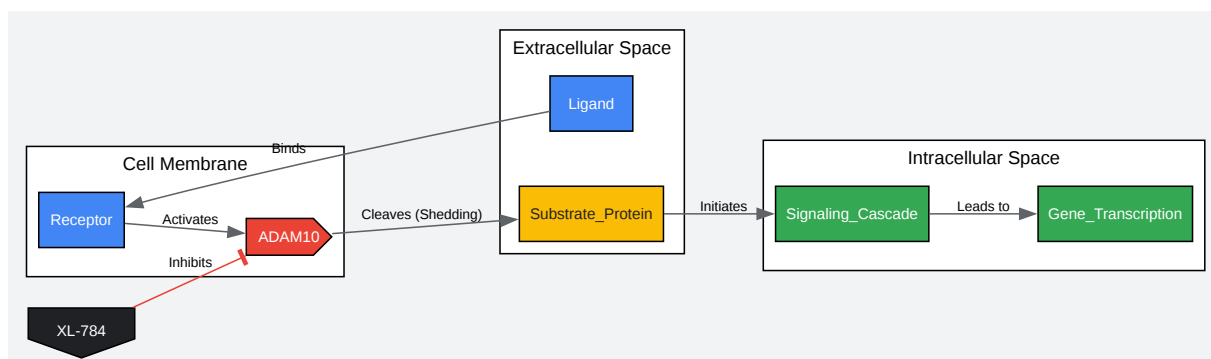 Extracellular Space
Ligand
Binds
Cell Membrane
Intracellular Space
Receptor
Activates
ADAM10
Cleaves (Shedding)
Substrate_Protein
Initiates
Signaling_Cascade
Leads to
Gene_Transcription
Inhibits
XL-784